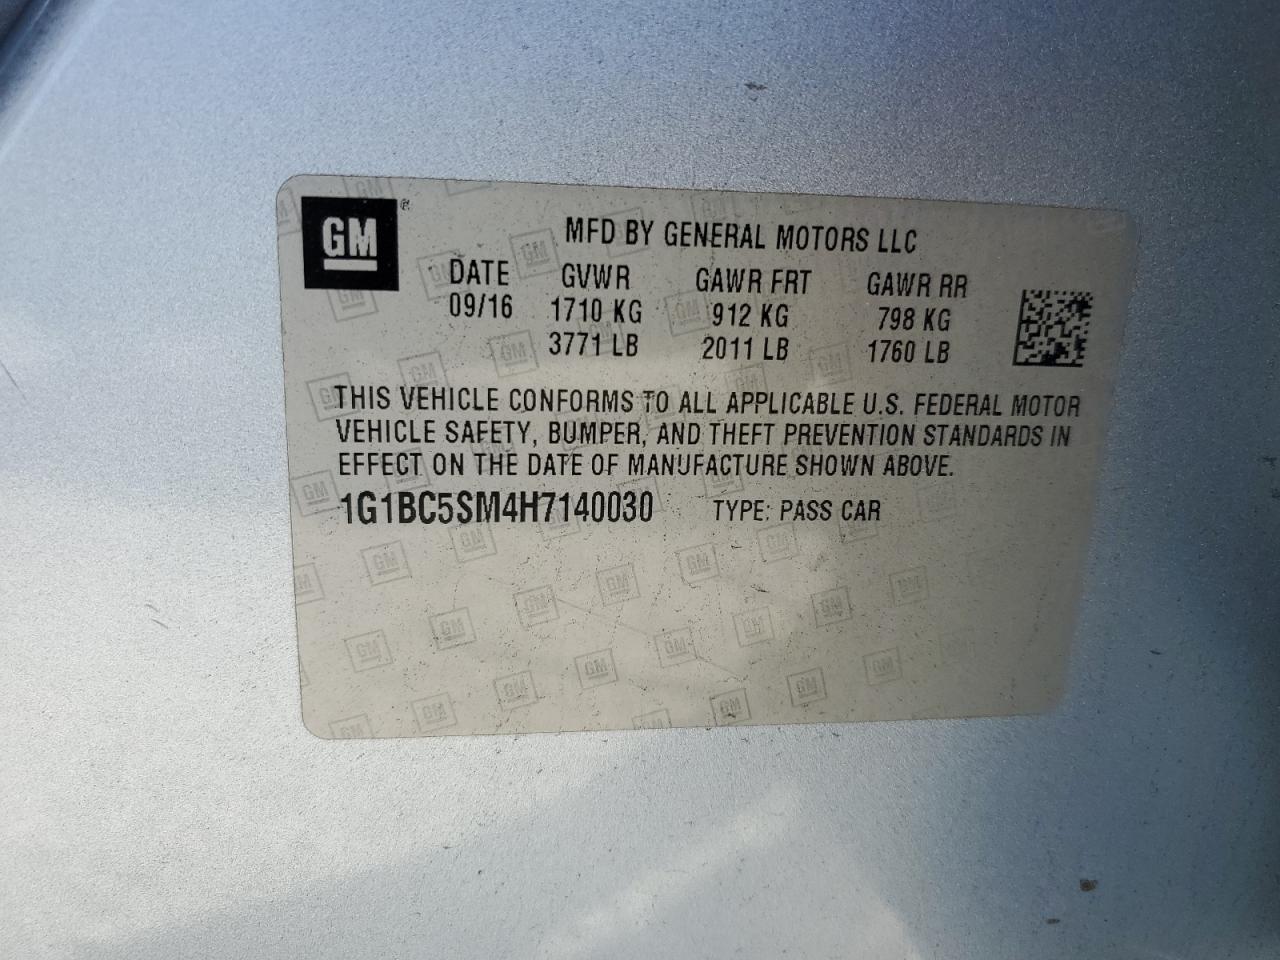 GM ®
MFD BY GENERAL MOTORS LLC
DATE GVWR GAWR FRT GAWR RR
09/16 1710 KG 912 KG 798 KG
3771 LB 2011 LB 1760 LB
THIS VEHICLE CONFORMS TO ALL APPLICABLE U.S. FEDERAL MOTOR
VEHICLE SAFETY, BUMPER, AND THEFT PREVENTION STANDARDS IN
EFFECT ON THE DATE OF MANUFACTURE SHOWN ABOVE.
1G1BC5SM4H7140030 TYPE: PASS CAR